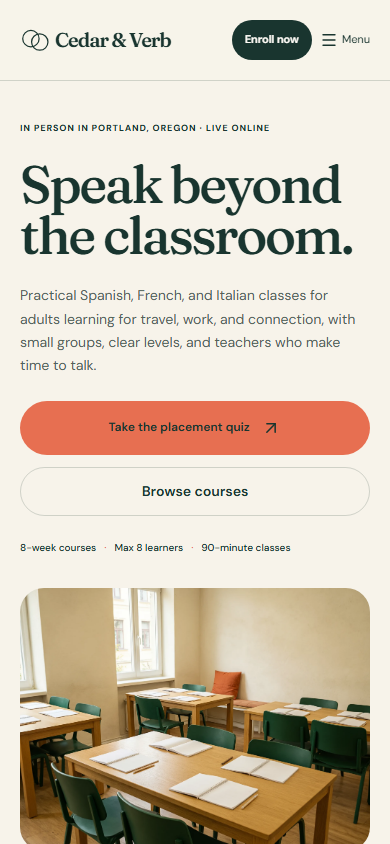 Cedar & Verb
Enroll now
Menu
IN PERSON IN PORTLAND, OREGON · LIVE ONLINE
Speak beyond
the classroom.
Practical Spanish, French, and Italian classes for
adults learning for travel, work, and connection, with
small groups, clear levels, and teachers who make
time to talk.
Take the placement quiz
Browse courses
8-week courses · Max 8 learners · 90-minute classes